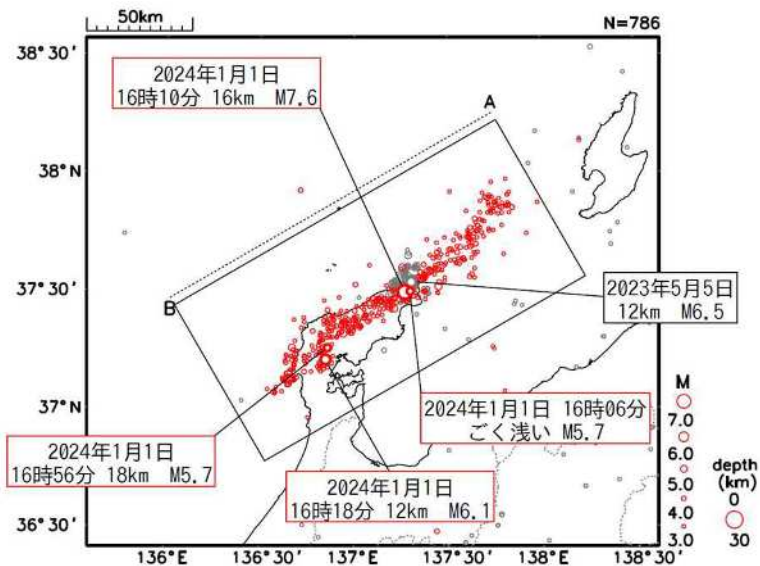 50km
N=786
38°30′
2024年1月1日
16時10分 16km M7.6
A
38°N
37°30′
B
2023年5月5日
12km M6.5
37°N
2024年1月1日 16時06分
ごく浅い M5.7
2024年1月1日
16時56分 18km M5.7
2024年1月1日
16時18分 12km M6.1
M
7.0
6.0
5.0
4.0
3.0
depth
(km)
0
30
36°30′
136°E
136°30′
137°E
137°30′
138°E
138°30′